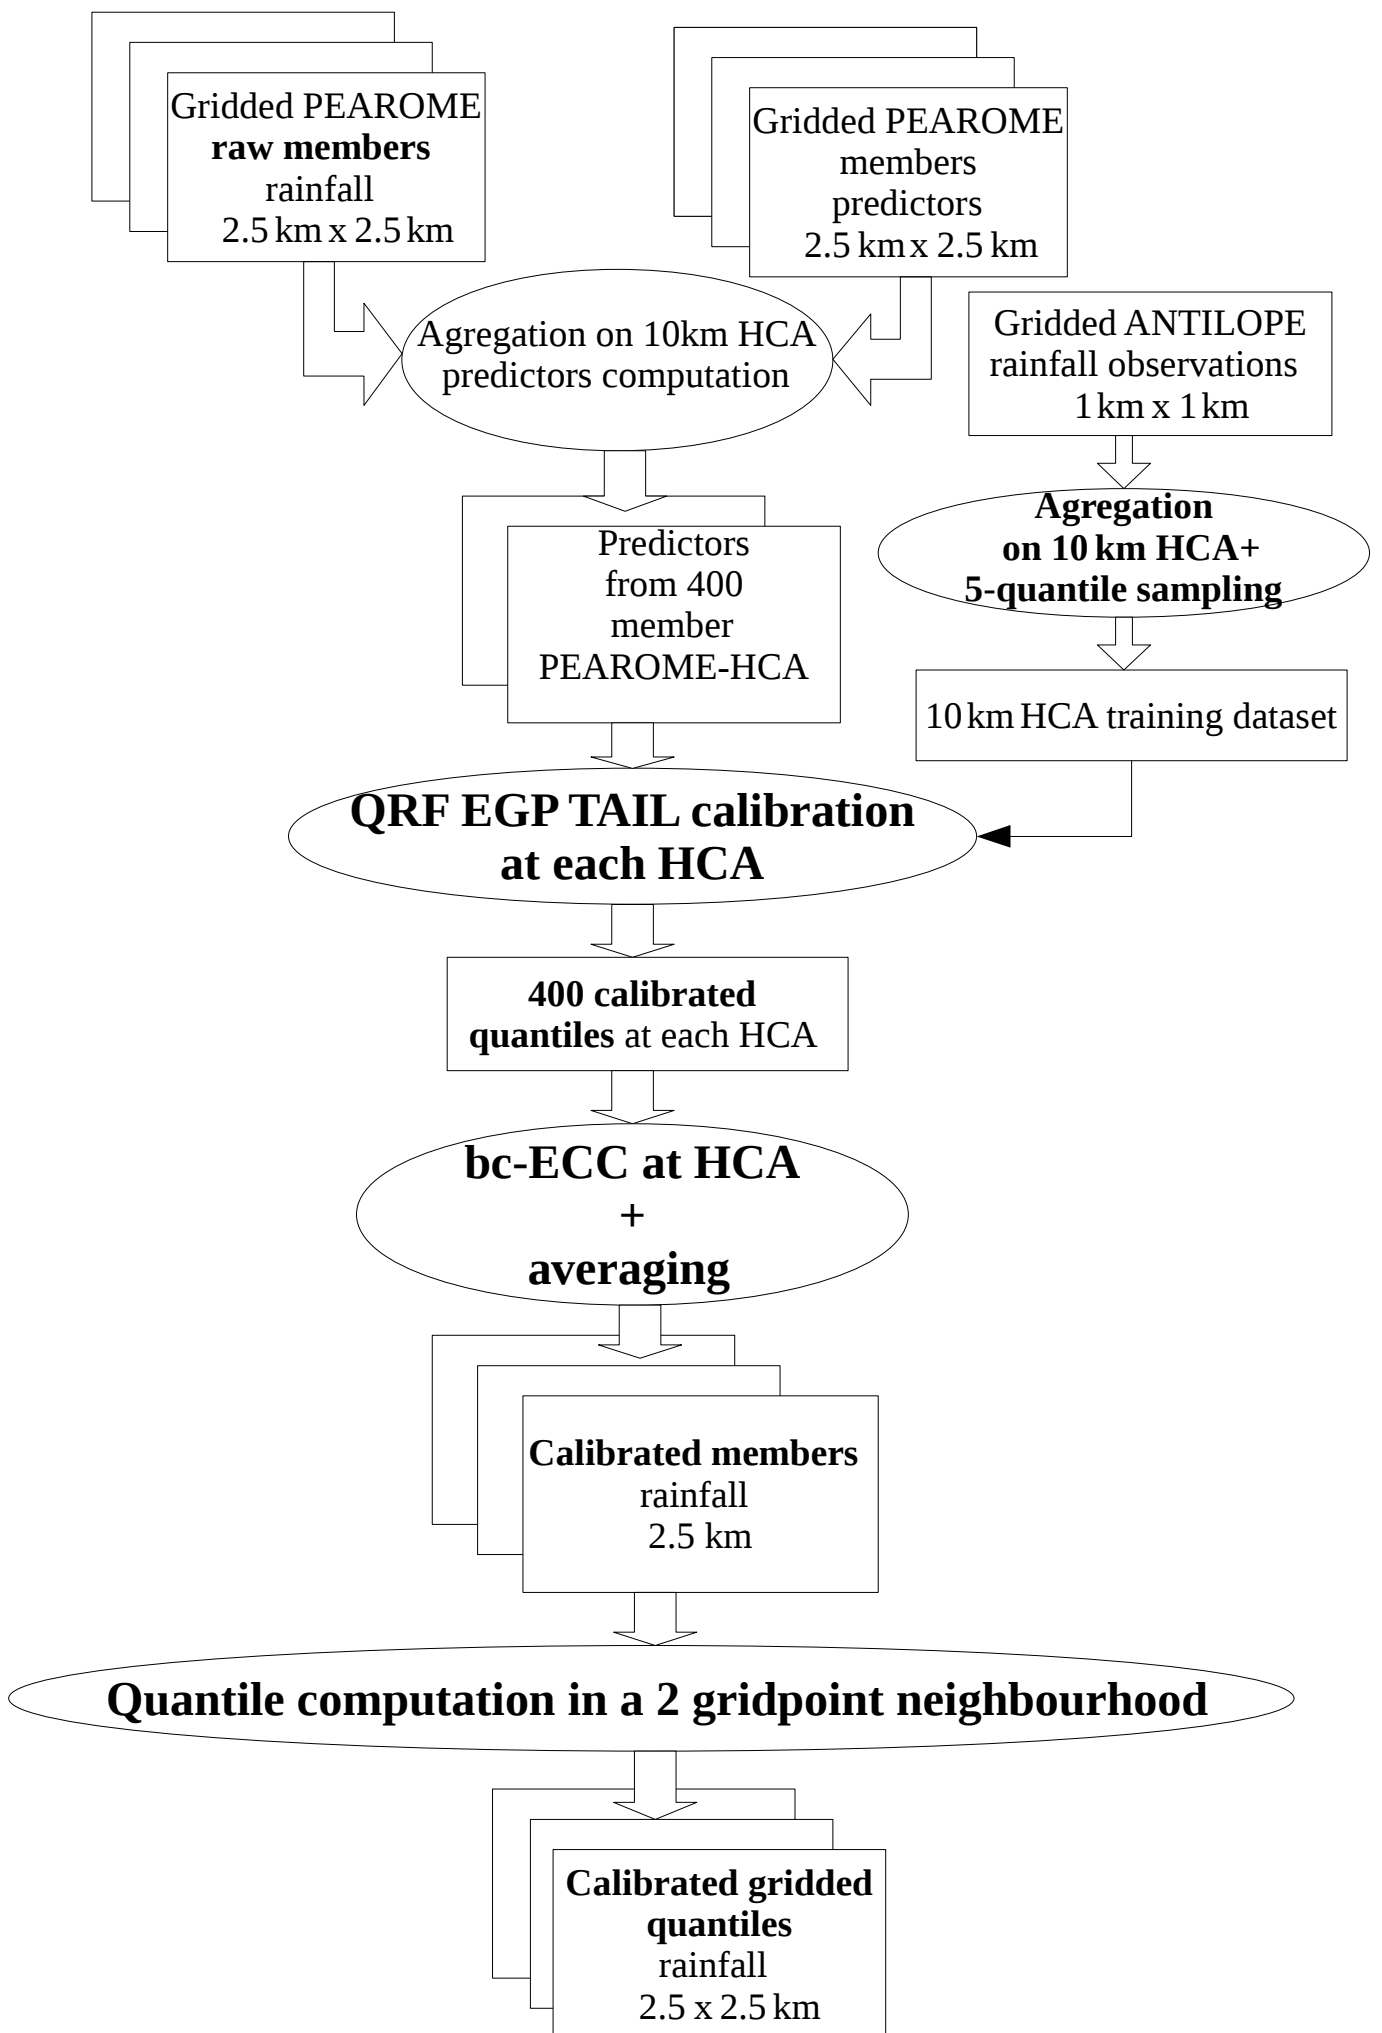 Gridded PEAROME
raw members
rainfall
2.5 km x 2.5 km
Gridded PEAROME
members
predictors
2.5 km x 2.5 km
Agregation on 10km HCA
predictors computation
Gridded ANTILOPE
rainfall observations
1 km x 1 km
Agregation
on 10 km HCA+
5-quantile sampling
Predictors
from 400
member
PEAROME-HCA
10 km HCA training dataset
QRF EGP TAIL calibration
at each HCA
400 calibrated
quantiles at each HCA
bc-ECC at HCA
+
averaging
Calibrated members
rainfall
2.5 km
Quantile computation in a 2 gridpoint neighbourhood
Calibrated gridded
quantiles
rainfall
2.5 x 2.5 km